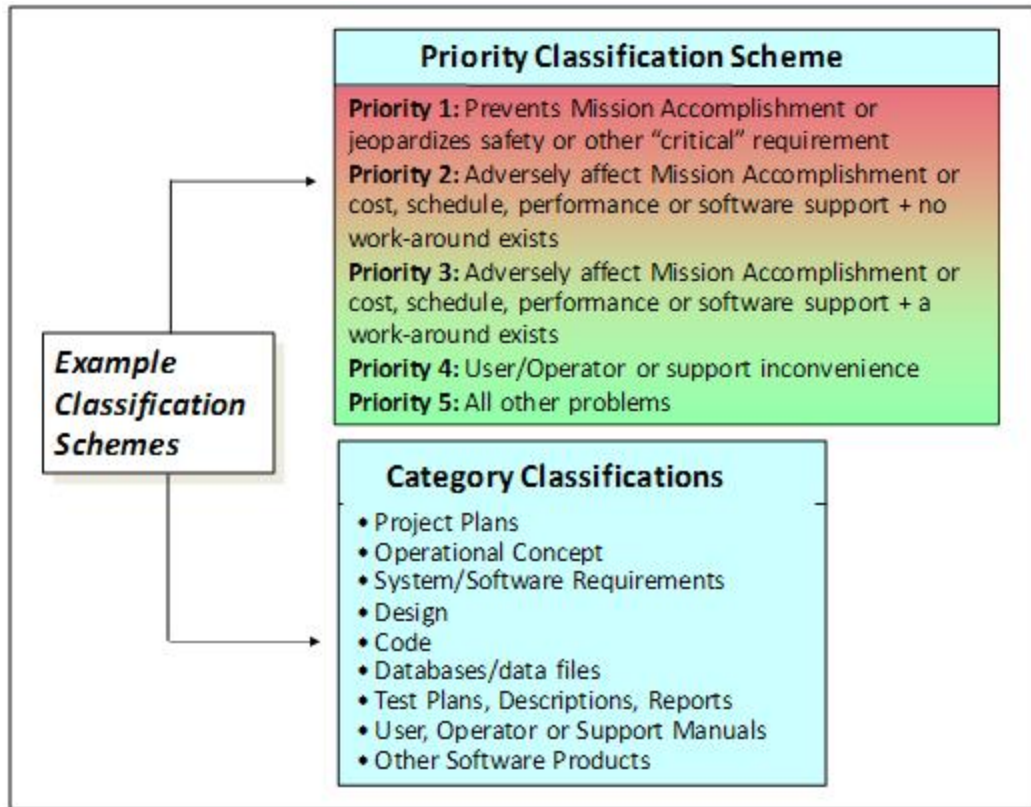 Priority Classification Scheme
Priority 1: Prevents Mission Accomplishment or
jeopardizes safety or other “critical” requirement
Priority 2: Adversely affect Mission Accomplishment or
cost, schedule, performance or software support + no
work-around exists
Priority 3: Adversely affect Mission Accomplishment or
cost, schedule, performance or software support + a
work-around exists
Priority 4: User/Operator or support inconvenience
Priority 5: All other problems
Example
Classification
Schemes
Category Classifications
• Project Plans
• Operational Concept
• System/Software Requirements
• Design
• Code
• Databases/data files
• Test Plans, Descriptions, Reports
• User, Operator or Support Manuals
• Other Software Products